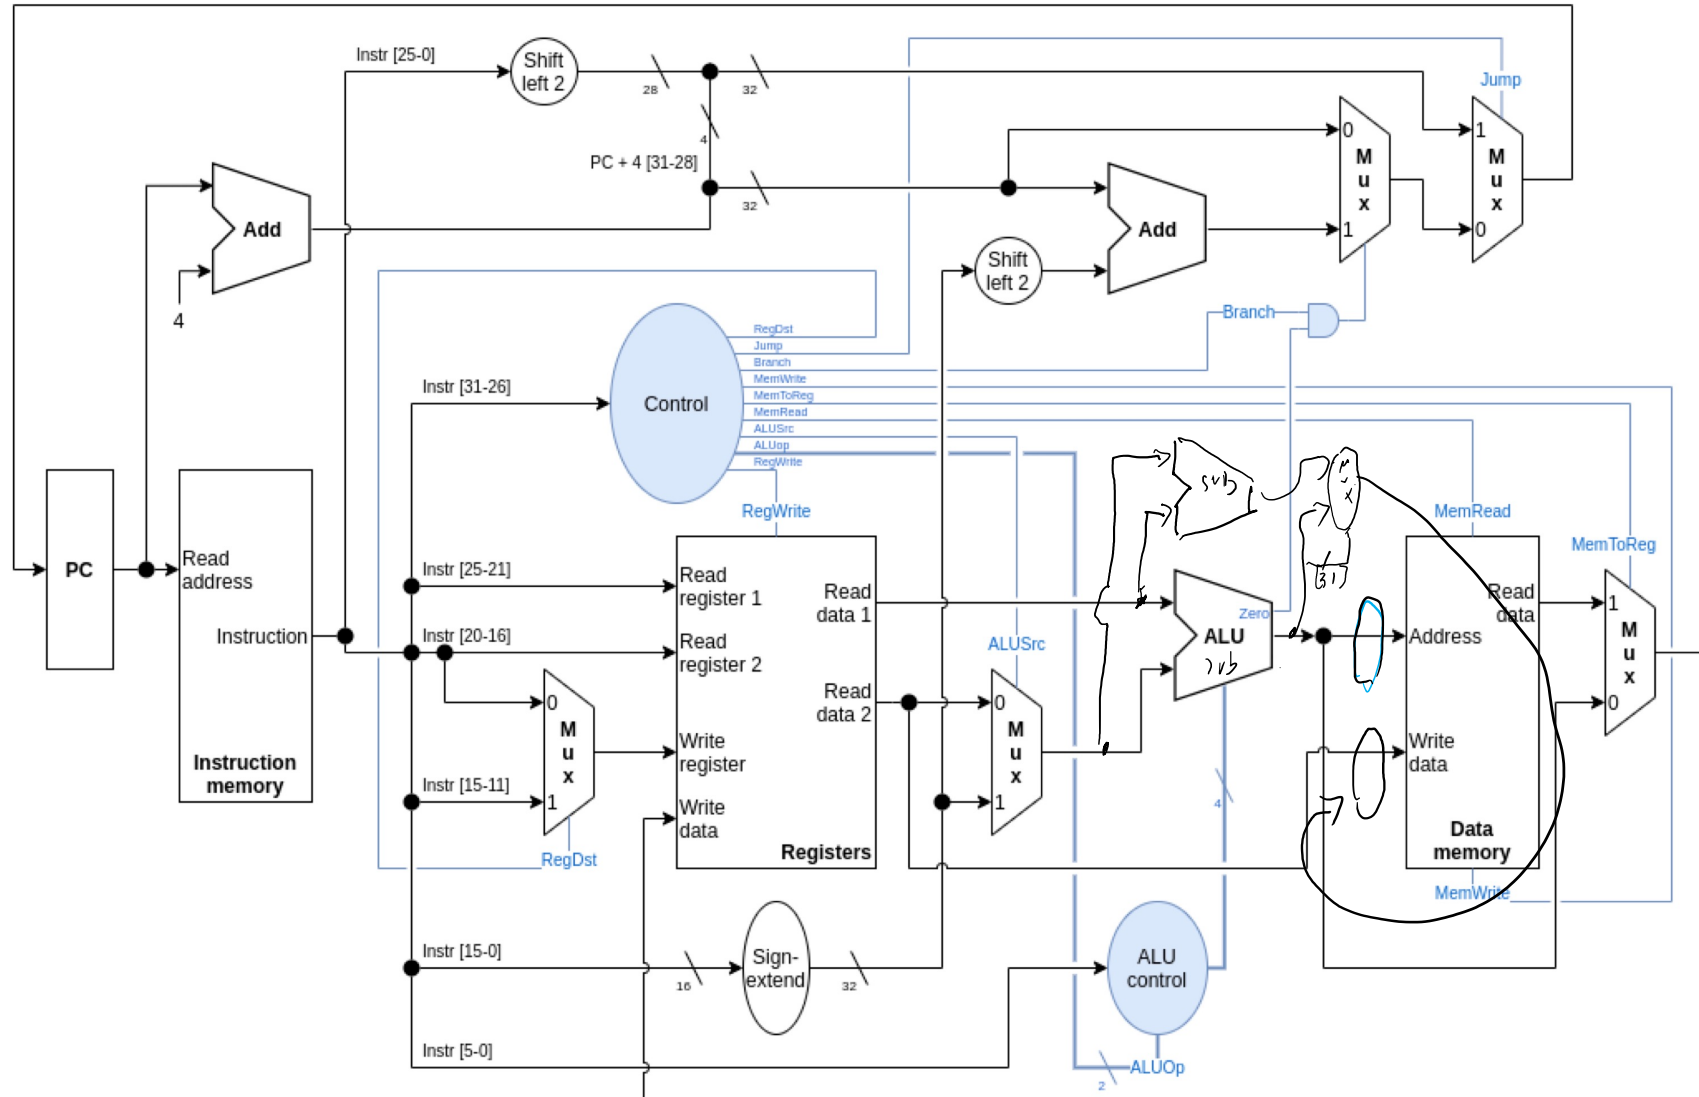 Instr [25-0]
Shift
left 2
28
32
Jump
4
PC + 4 [31-28]
32
0
M
u
x
1
1
M
u
x
0
Add
4
Add
Shift
left 2
Branch
RegDst
Jump
Branch
MemWrite
MemToReg
MemRead
ALUSrc
ALUop
RegWrite
Instr [31-26]
Control
RegWrite
sub
MUX
[31]
MemRead
MemToReg
PC
Read
address
Instruction
Instruction
memory
Instr [25-21]
Instr [20-16]
Instr [15-11]
0
M
u
x
1
RegDst
Read
register 1
Read
register 2
Write
register
Write
data
Read
data 1
Read
data 2
Registers
ALUSrc
0
M
u
x
1
Zero
ALU
sub
4
Read
data
Address
Write
data
Data
memory
MemWrite
1
M
u
x
0
Instr [15-0]
16
Sign-
extend
32
ALU
control
Instr [5-0]
2
ALUOp